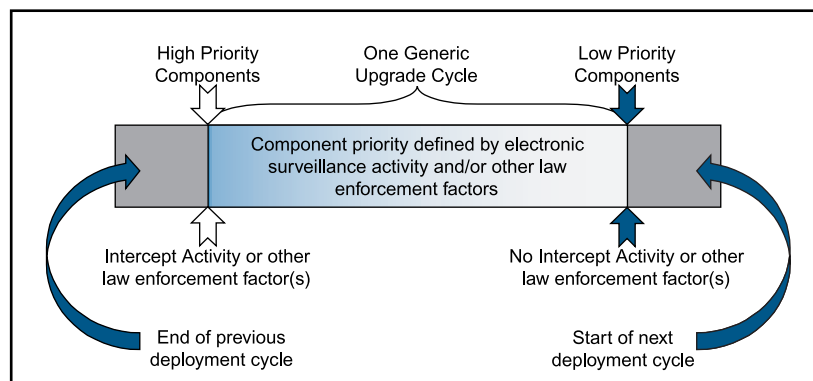 High Priority
Components
One Generic
Upgrade Cycle
Low Priority
Components
Component priority defined by electronic
surveillance activity and/or other law
enforcement factors
Intercept Activity or other
law enforcement factor(s)
No Intercept Activity or other
law enforcement factor(s)
End of previous
deployment cycle
Start of next
deployment cycle